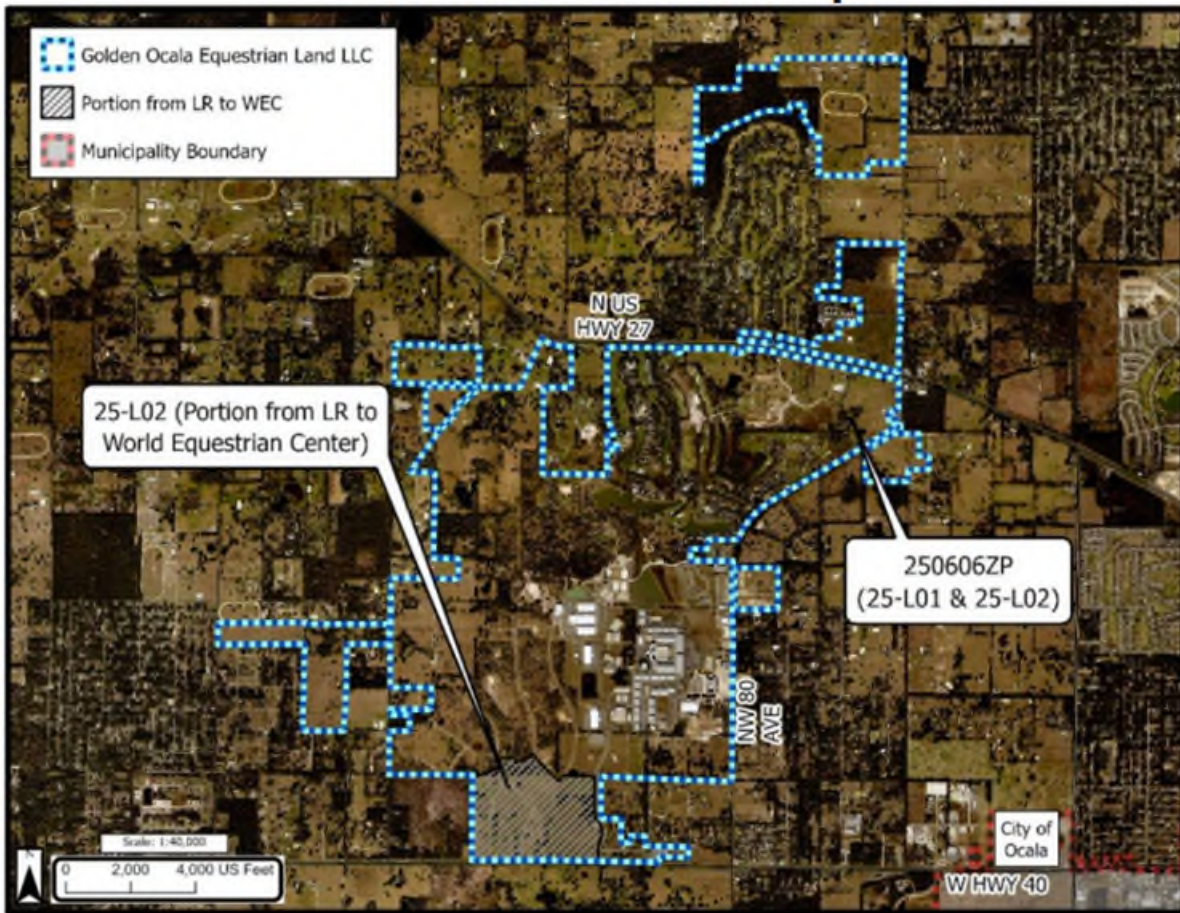 Golden Ocala Equestrian Land LLC
Portion from LR to WEC
Municipality Boundary
N US
HWY 27
25-L02 (Portion from LR to
World Equestrian Center)
250606ZP
(25-L01 & 25-L02)
NW 80
AVE
Scale: 1:40,000
0 2,000 4,000 US Feet
City of
Ocala
W HWY 40